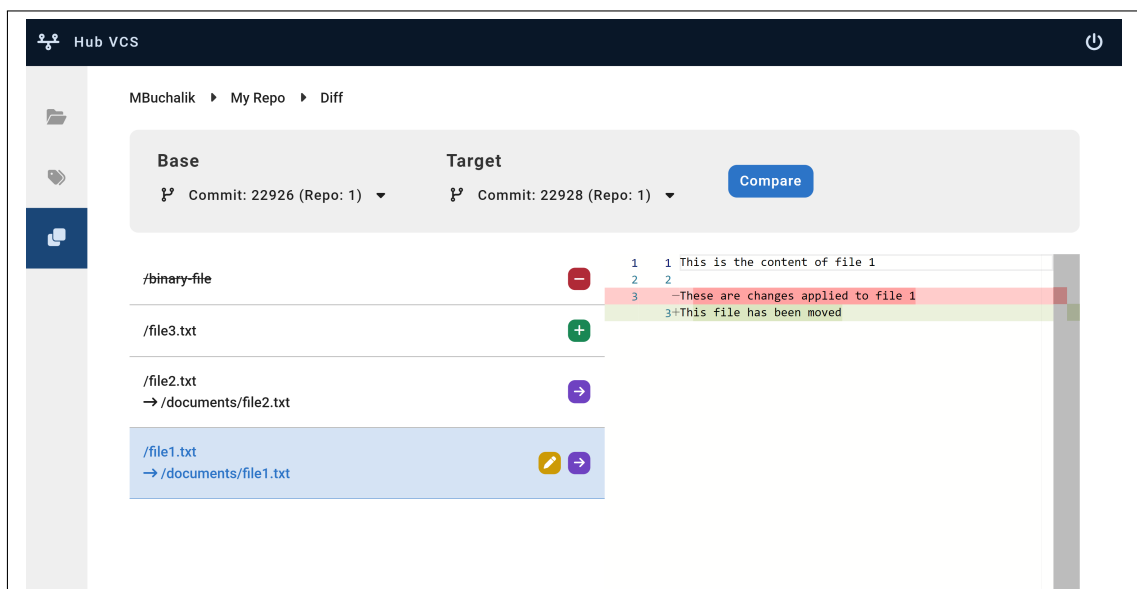 Hub VCS
MBuchalik My Repo Diff
Base
Commit: 22926 (Repo: 1)
Target
Commit: 22928 (Repo: 1)
Compare
/binary-file
/file3.txt
/file2.txt
→ /documents/file2.txt
/file1.txt
→ /documents/file1.txt
1 1 This is the content of file 1
2 2
3 −These are changes applied to file 1
3+This file has been moved